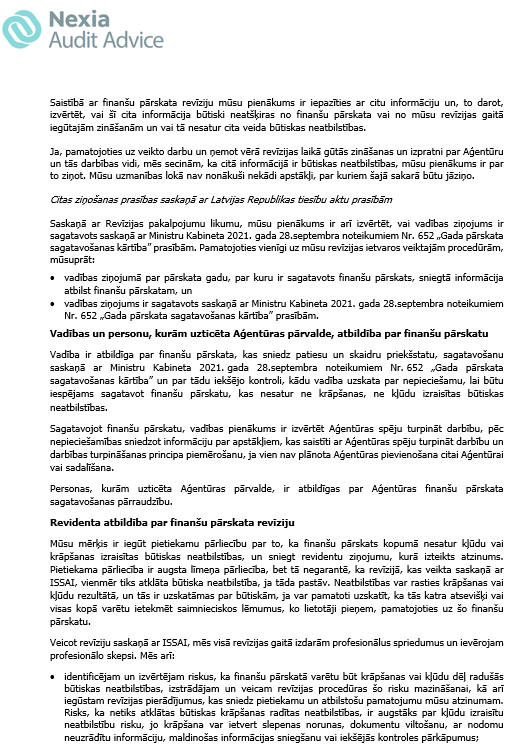 Nexia
Audit Advice
Saistībā ar finanšu pārskata revīziju mūsu pienākums ir iepazīties ar citu informāciju un, to darot,
izvērtēt, vai šī cita informācija būtiski neatšķiras no finanšu pārskata vai no mūsu revīzijas gaitā
iegūtajām zināšanām un vai tā nesatur cita veida būtiskas neatbilstības.
Ja, pamatojoties uz veikto darbu un ņemot vērā revīzijas laikā gūtās zināšanas un izpratni par Aģentūru
un tās darbības vidi, mēs secinām, ka citā informācijā ir būtiskas neatbilstības, mūsu pienākums ir par
to ziņot. Mūsu uzmanības lokā nav nonākuši nekādi apstākļi, par kuriem šajā sakarā būtu jāziņo.
Citas ziņošanas prasības saskaņā ar Latvijas Republikas tiesību aktu prasībām
Saskaņā ar Revīzijas pakalpojumu likumu, mūsu pienākums ir arī izvērtēt, vai vadības ziņojums ir
sagatavots saskaņā ar Ministru Kabineta 2021. gada 28.septembra noteikumiem Nr. 652 „Gada pārskata
sagatavošanas kārtība” prasībām. Pamatojoties vienīgi uz mūsu revīzijas ietvaros veiktajām procedūrām,
mūsuprāt:
• vadības ziņojumā par pārskata gadu, par kuru ir sagatavots finanšu pārskats, sniegtā informācija
atbilst finanšu pārskatam, un
• vadības ziņojums ir sagatavots saskaņā ar Ministru Kabineta 2021. gada 28.septembra noteikumiem
Nr. 652 „Gada pārskata sagatavošanas kārtība” prasībām.
Vadības un personu, kurām uzticēta Aģentūras pārvalde, atbildība par finanšu pārskatu
Vadība ir atbildīga par finanšu pārskata, kas sniedz patiesu un skaidru priekšstatu, sagatavošanu
saskaņā ar Ministru Kabineta 2021. gada 28.septembra noteikumiem Nr. 652 „Gada pārskata
sagatavošanas kārtība” un par tādu iekšējo kontroli, kādu vadība uzskata par nepieciešamu, lai būtu
iespējams sagatavot finanšu pārskatu, kas nesatur ne krāpšanas, ne kļūdu izraisītas būtiskas
neatbilstības.
Sagatavojot finanšu pārskatu, vadības pienākums ir izvērtēt Aģentūras spēju turpināt darbību, pēc
nepieciešamības sniedzot informāciju par apstākļiem, kas saistīti ar Aģentūras spēju turpināt darbību un
darbības turpināšanas principa piemērošanu, ja vien nav plānota Aģentūras pievienošana citai Aģentūrai
vai sadalīšana.
Personas, kurām uzticēta Aģentūras pārvalde, ir atbildīgas par Aģentūras finanšu pārskata
sagatavošanas pārraudzību.
Revidenta atbildība par finanšu pārskata revīziju
Mūsu mērķis ir iegūt pietiekamu pārliecību par to, ka finanšu pārskats kopumā nesatur kļūdu vai
krāpšanas izraisītas būtiskas neatbilstības, un sniegt revidentu ziņojumu, kurā izteikts atzinums.
Pietiekama pārliecība ir augsta līmeņa pārliecība, bet tā negarantē, ka revīzijā, kas veikta saskaņā ar
ISSAI, vienmēr tiks atklāta būtiska neatbilstība, ja tāda pastāv. Neatbilstības var rasties krāpšanas vai
kļūdu rezultātā, un tās ir uzskatāmas par būtiskām, ja var pamatoti uzskatīt, ka tās katra atsevišķi vai
visas kopā varētu ietekmēt saimnieciskos lēmumus, ko lietotāji pieņem, pamatojoties uz šo finanšu
pārskatu.
Veicot revīziju saskaņā ar ISSAI, mēs visā revīzijas gaitā izdarām profesionālus spriedumus un ievērojam
profesionālo skepsi. Mēs arī:
• identificējam un izvērtējam riskus, ka finanšu pārskatā varētu būt krāpšanas vai kļūdu dēļ radušās
būtiskas neatbilstības, izstrādājam un veicam revīzijas procedūras šo risku mazināšanai, kā arī
iegūstam revīzijas pierādījumus, kas sniedz pietiekamu un atbilstošu pamatojumu mūsu atzinumam.
Risks, ka netiks atklātas būtiskas krāpšanas radītas neatbilstības, ir augstāks par kļūdu izraisītu
neatbilstību risku, jo krāpšana var ietvert slepenas norunas, dokumentu viltošanu, ar nodomu
neuzrādītu informāciju, maldinošas informācijas sniegšanu vai iekšējās kontroles pārkāpumus;